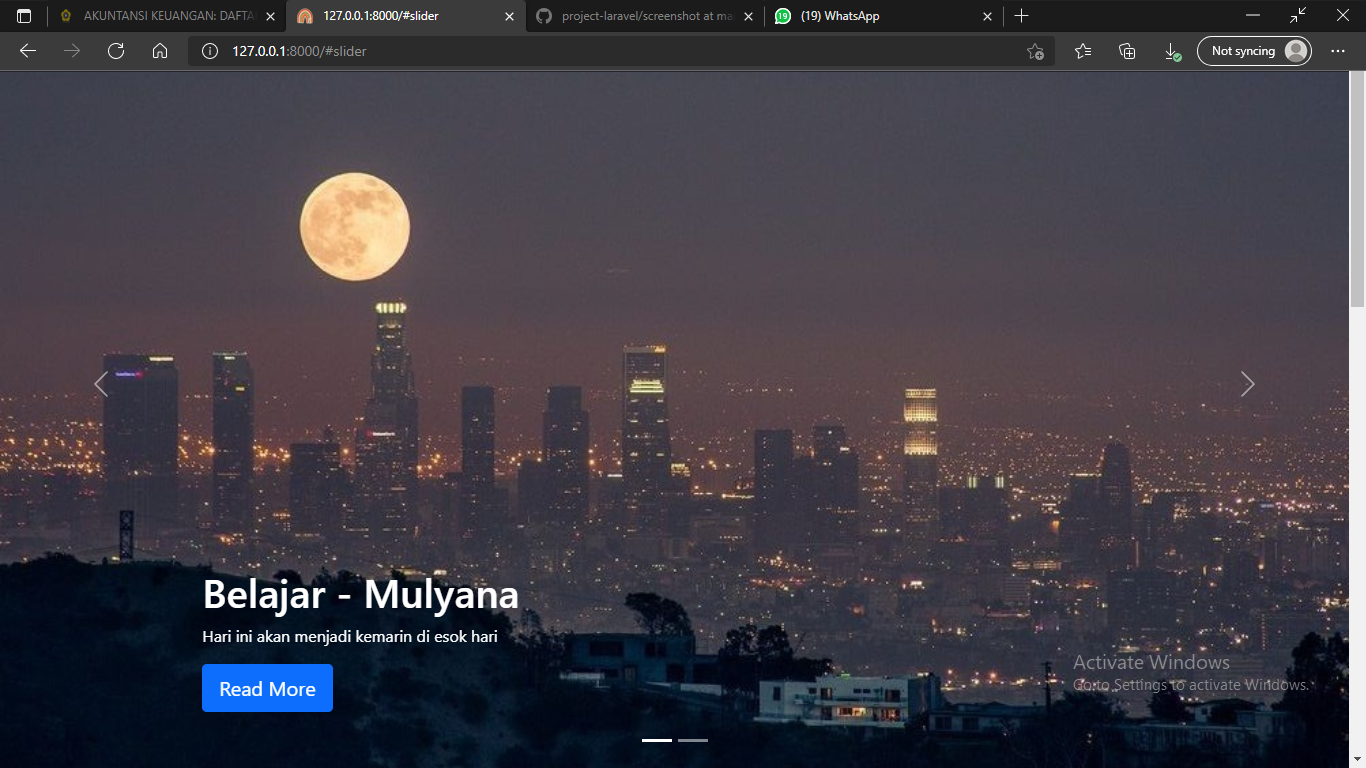 AKUNTANSI KEUANGAN: DAFTA
127.0.0.1:8000/#slider
project-laravel/screenshot at ma
19
(19) WhatsApp
127.0.0.1:8000/#slider
Not syncing
Belajar - Mulyana
Hari ini akan menjadi kemarin di esok hari
Read More
Activate Windows
Go to Settings to activate Windows.